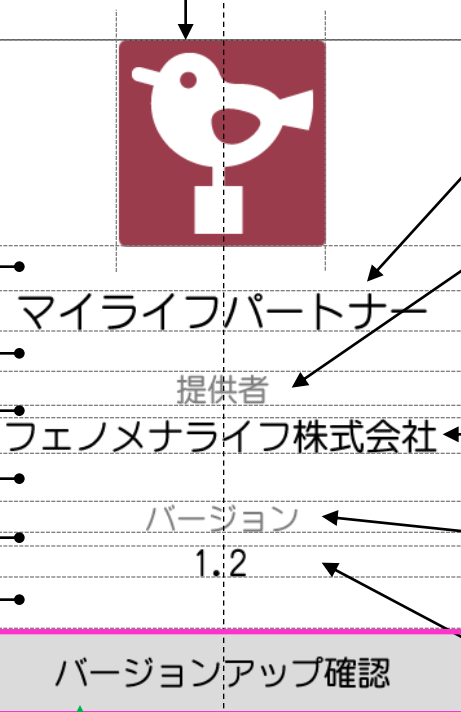 マイライフパートナー
提供者
フェノメナライフ株式会社
バージョン
1.2
バージョンアップ確認